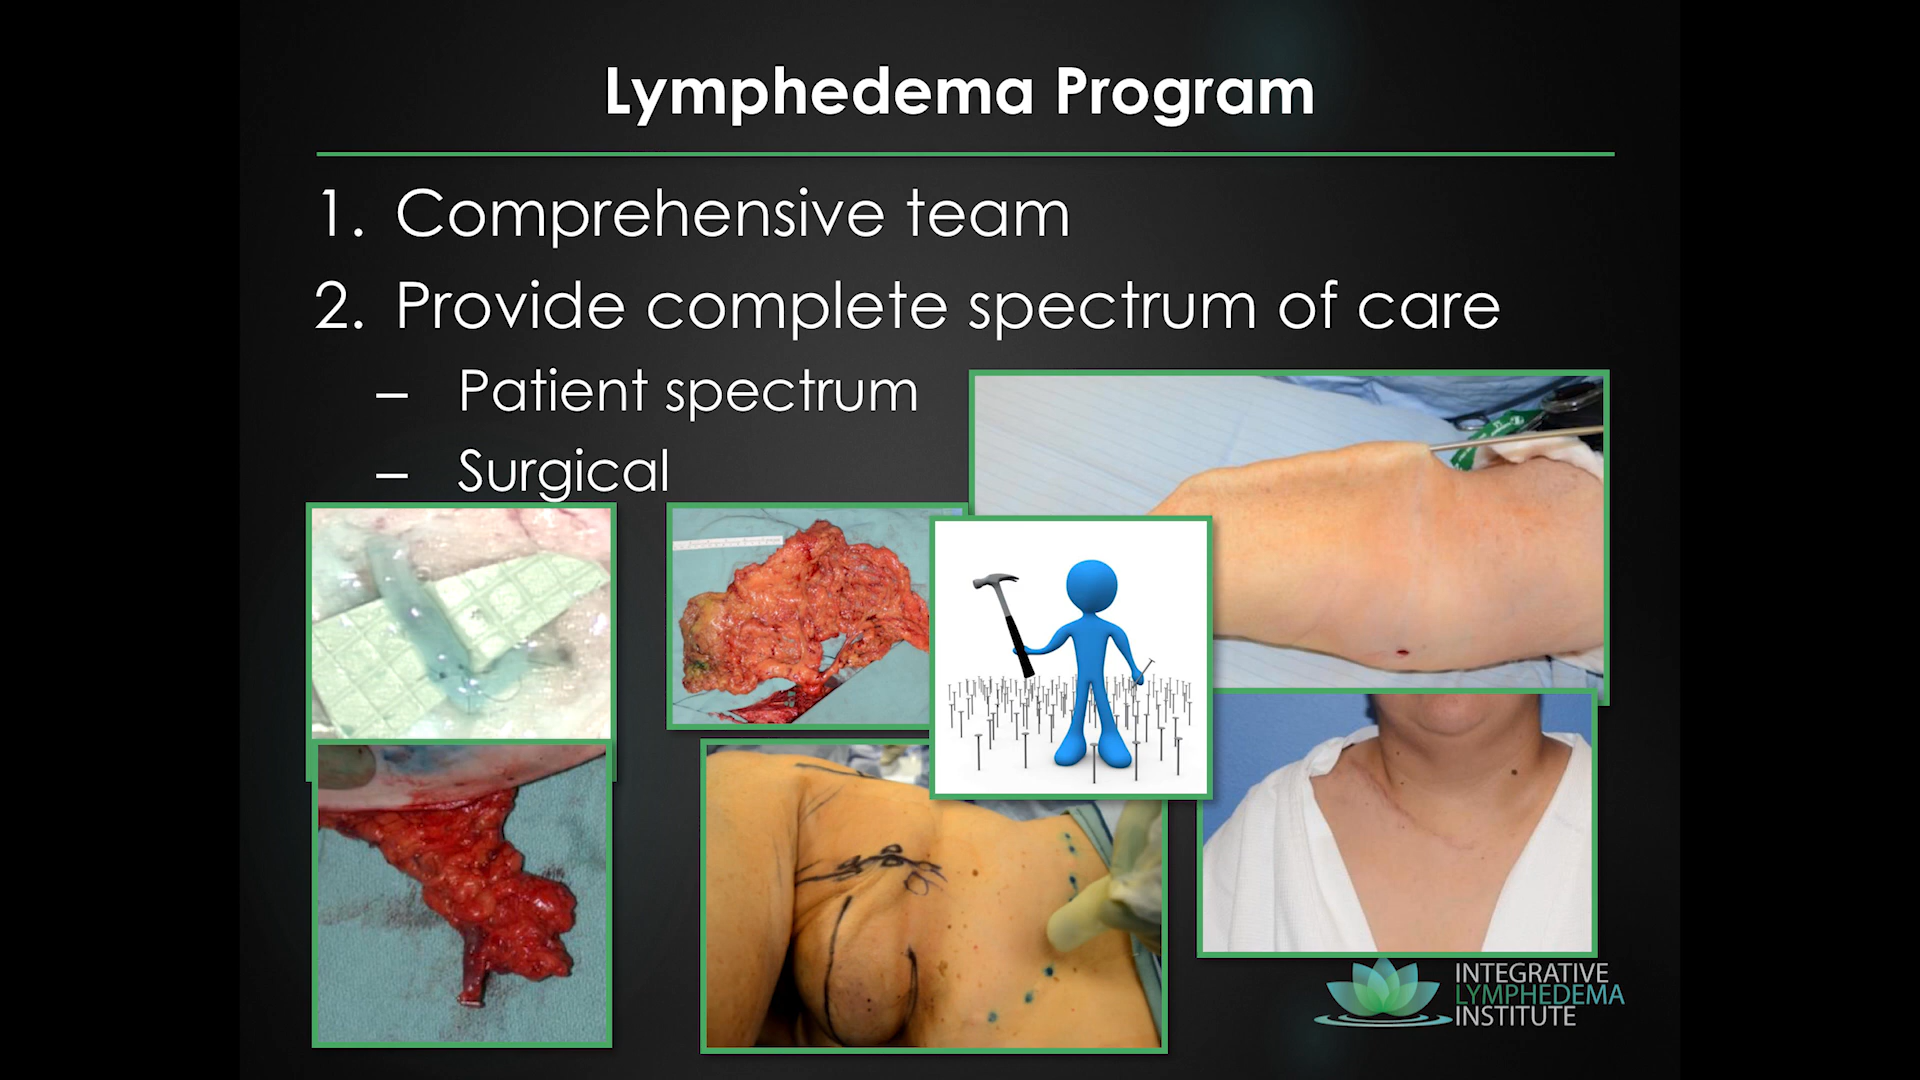 Lymphedema Program
1. Comprehensive team
2. Provide complete spectrum of care
– Patient spectrum
– Surgical
INTEGRATIVE
LYMPHEDEMA
INSTITUTE